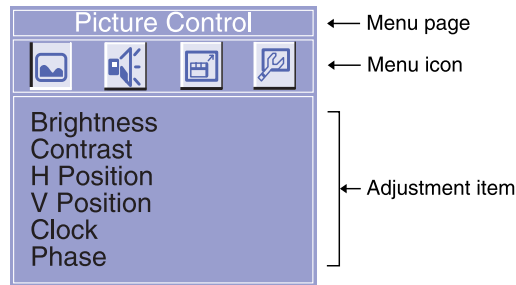 Picture Control
Menu page
Menu icon
Brightness
Contrast
H Position
V Position
Clock
Phase
Adjustment item